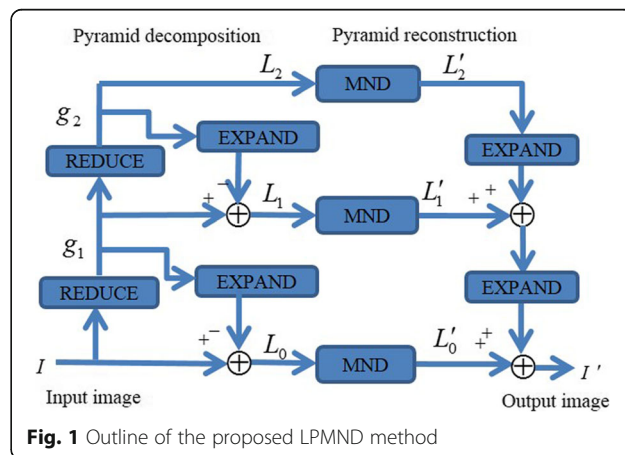 Pyramid decomposition Pyramid reconstruction
L₂ MND L′₂
g₂ EXPAND
REDUCE EXPAND
+ − L₁ MND L′₁ + +
g₁ EXPAND EXPAND
REDUCE
+ − L₀ MND L′₀ + +
I I'
Input image Output image
Fig. 1 Outline of the proposed LPMND method